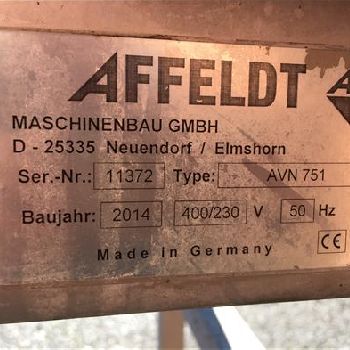 AFFELDT
MASCHINENBAU GMBH
D - 25335 Neuendorf / Elmshorn
Ser.-Nr.: 11372 Type: AVN 751
Baujahr: 2014 400/230 V 50 Hz
Made in Germany CE